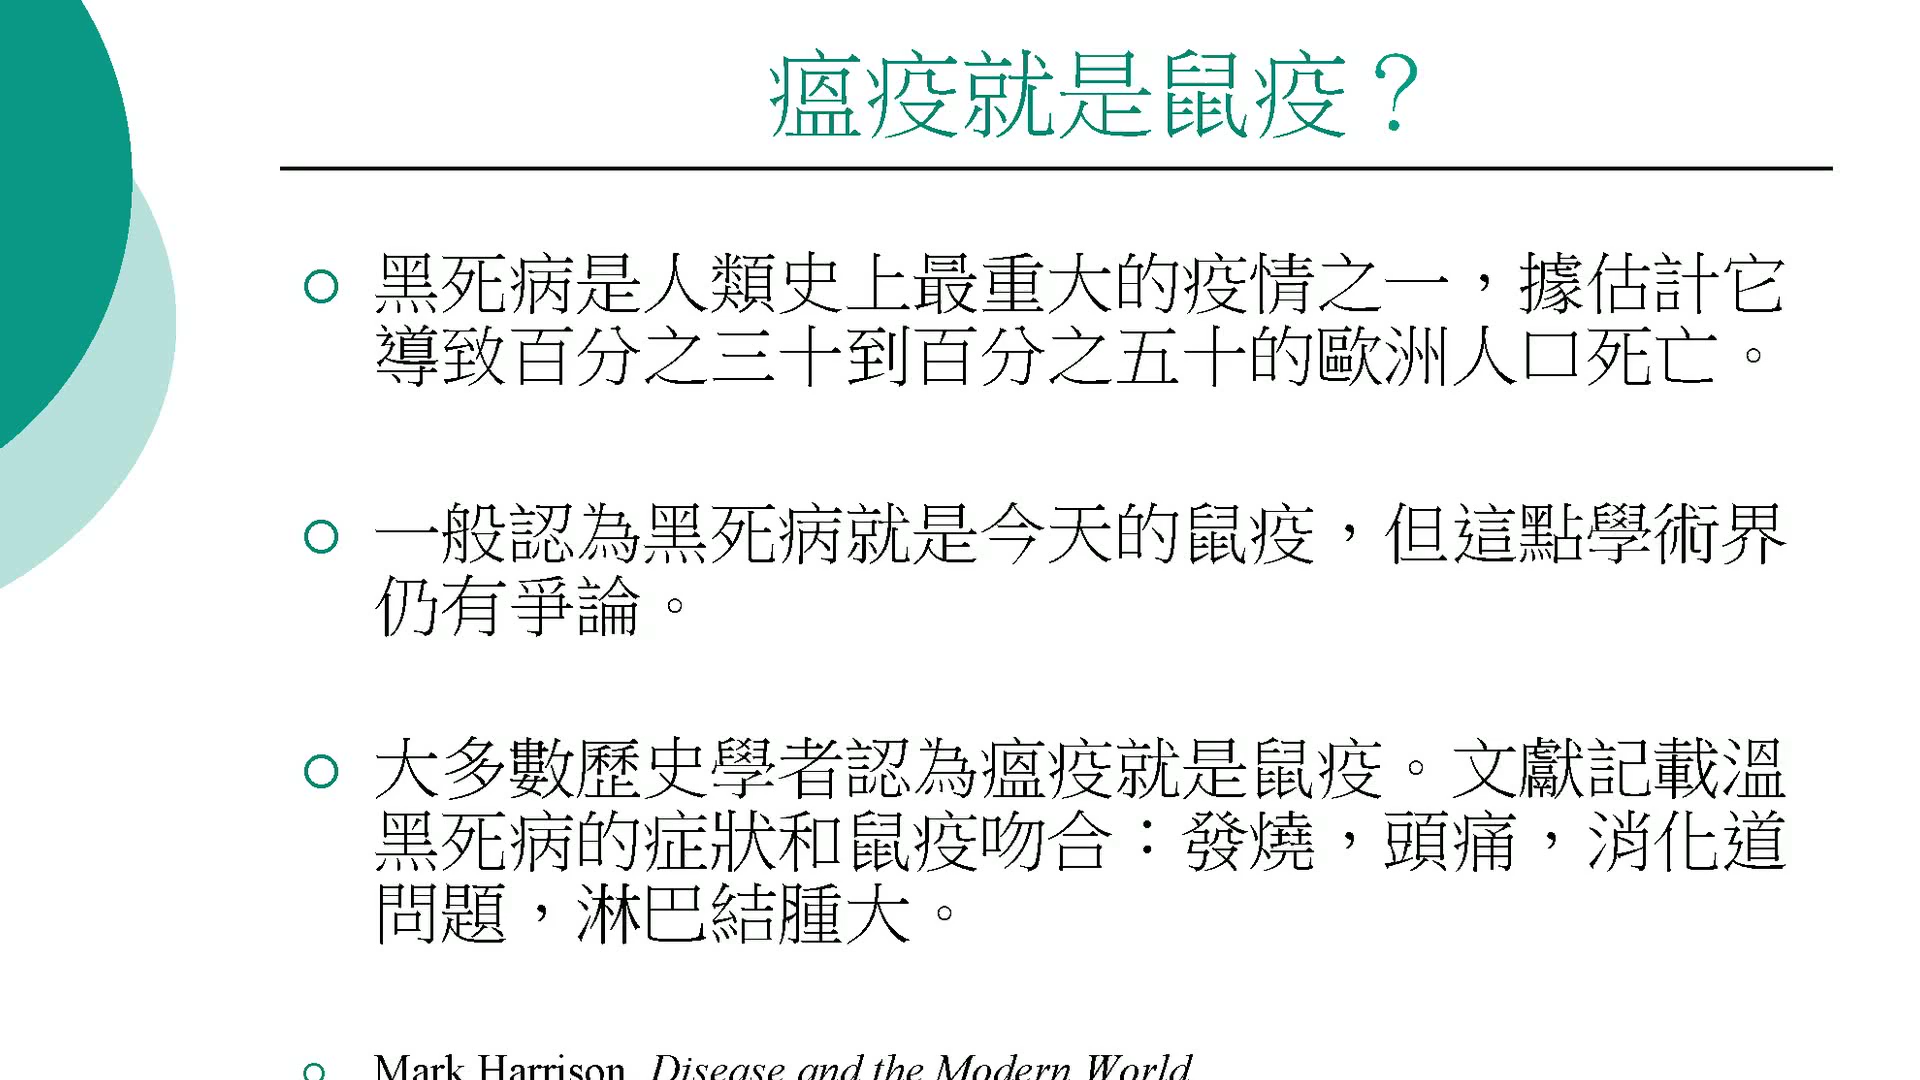 瘟疫就是鼠疫？
黑死病是人類史上最重大的疫情之一，據估計它
導致百分之三十到百分之五十的歐洲人口死亡。
一般認為黑死病就是今天的鼠疫，但這點學術界
仍有爭論。
大多數歷史學者認為瘟疫就是鼠疫。文獻記載溫
黑死病的症狀和鼠疫吻合：發燒，頭痛，消化道
問題，淋巴結腫大。
Mark Harrison, Disease and the Modern World